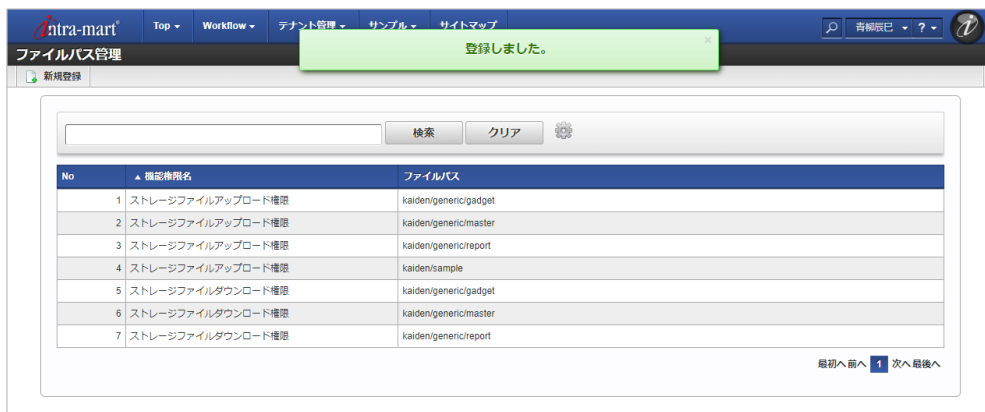 intra-mart® Top Workflow テナント管理 サンプル サイトマップ 青柳辰巳 ?
登録しました。 ×
ファイルパス管理
新規登録
検索 クリア
No ▲ 機能権限名 ファイルパス
1 ストレージファイルアップロード権限 kaiden/generic/gadget
2 ストレージファイルアップロード権限 kaiden/generic/master
3 ストレージファイルアップロード権限 kaiden/generic/report
4 ストレージファイルアップロード権限 kaiden/sample
5 ストレージファイルダウンロード権限 kaiden/generic/gadget
6 ストレージファイルダウンロード権限 kaiden/generic/master
7 ストレージファイルダウンロード権限 kaiden/generic/report
最初へ 前へ 1 次へ 最後へ